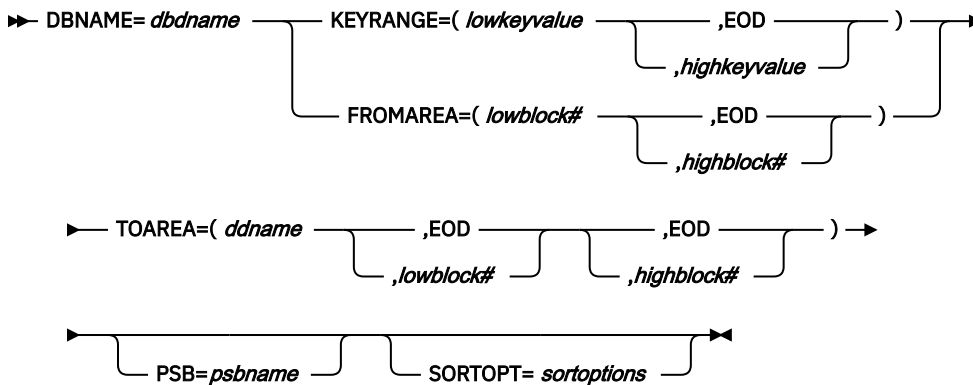 DBNAME= dbdname KEYRANGE=( lowkeyvalue ,EOD )
,highkeyvalue
FROMAREA=( lowblock# ,EOD )
,highblock#
TOAREA=( ddname ,EOD ,EOD )
,lowblock# ,highblock#
PSB=psbname SORTOPT= sortoptions